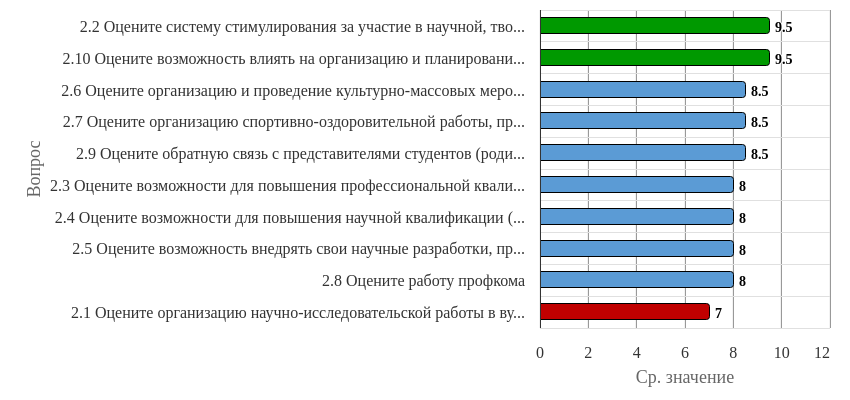 2.2 Оцените систему стимулирования за участие в научной, тво... 9.5
2.10 Оцените возможность влиять на организацию и планировани... 9.5
2.6 Оцените организацию и проведение культурно-массовых меро... 8.5
2.7 Оцените организацию спортивно-оздоровительной работы, пр... 8.5
2.9 Оцените обратную связь с представителями студентов (роди... 8.5
2.3 Оцените возможности для повышения профессиональной квали... 8
2.4 Оцените возможности для повышения научной квалификации (... 8
2.5 Оцените возможность внедрять свои научные разработки, пр... 8
2.8 Оцените работу профкома 8
2.1 Оцените организацию научно-исследовательской работы в ву... 7
Вопрос
0 2 4 6 8 10 12
Ср. значение